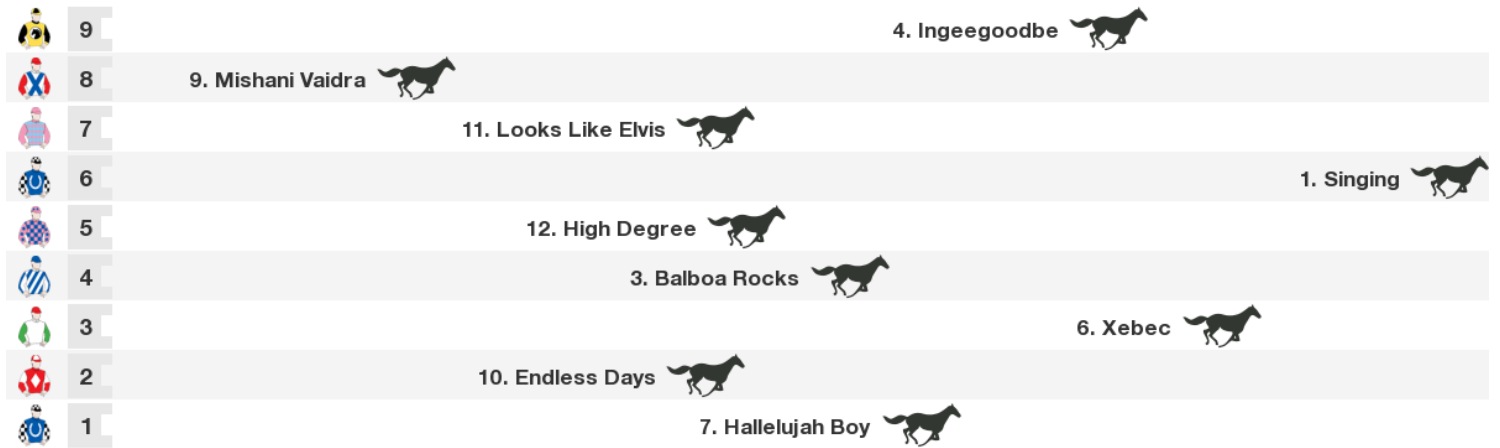 9 4. Ingeegoodbe
8 9. Mishani Vaidra
7 11. Looks Like Elvis
6 1. Singing
5 12. High Degree
4 3. Balboa Rocks
3 6. Xebec
2 10. Endless Days
1 7. Hallelujah Boy